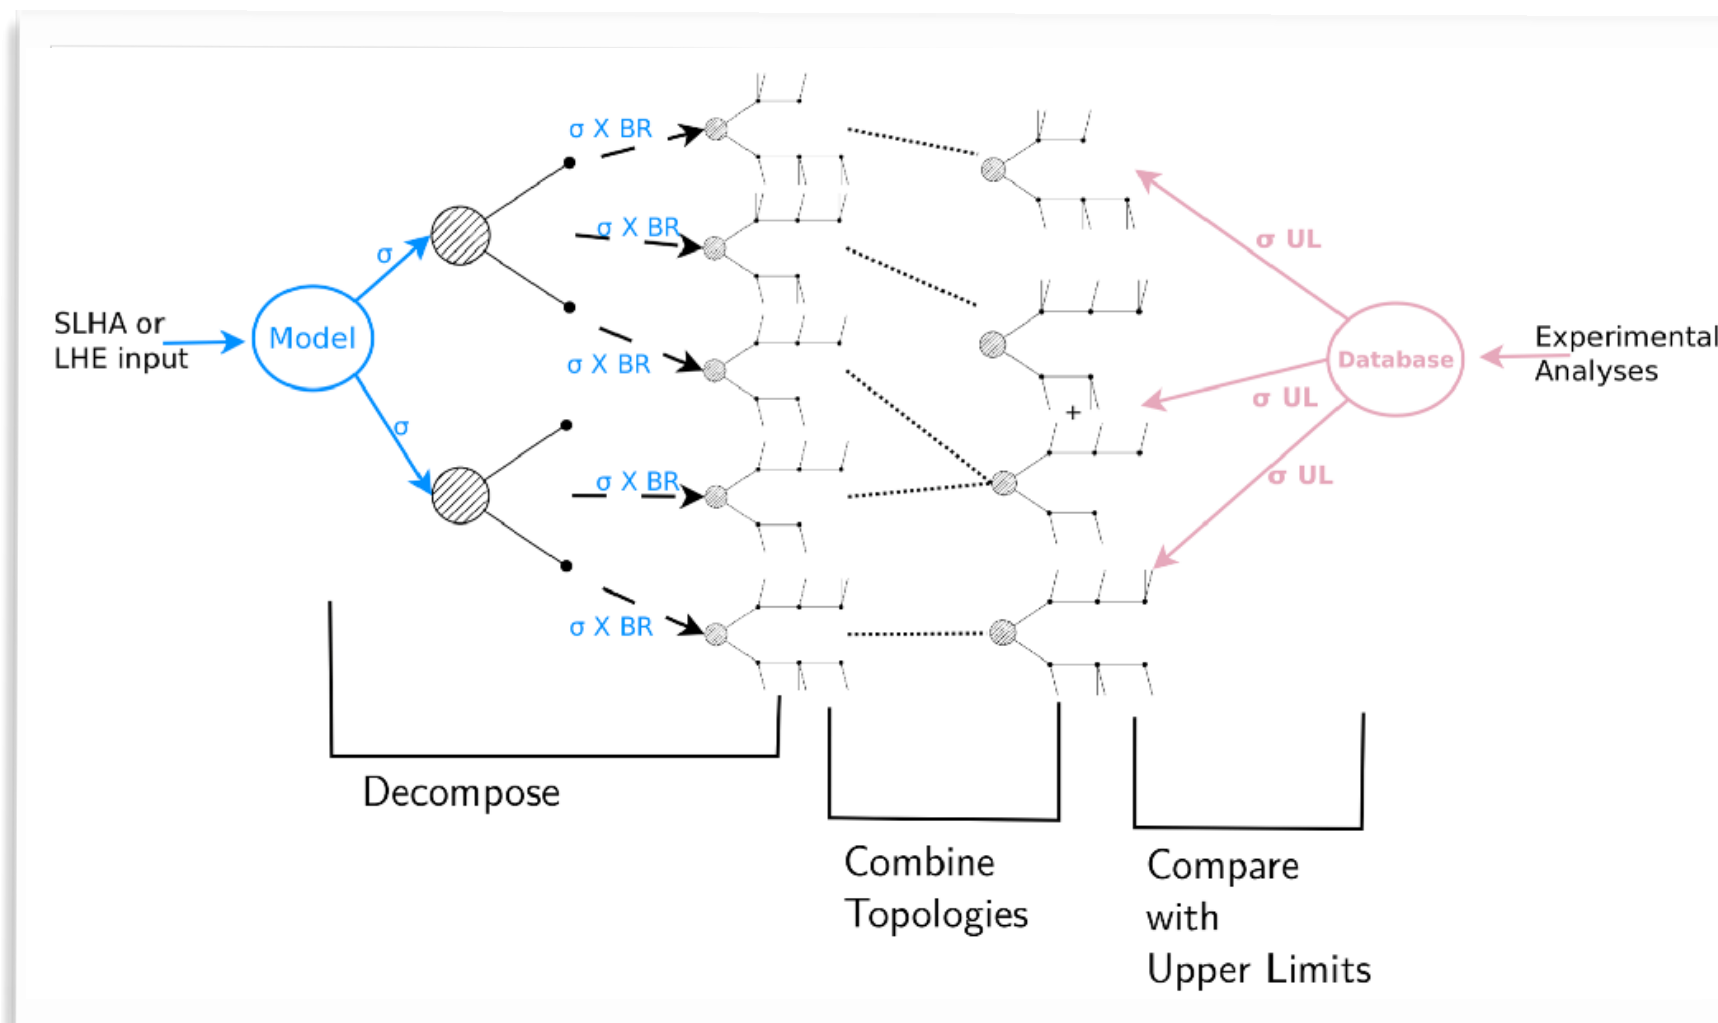 SLHA or
LHE input
Model
σ
σ
σ X BR
σ X BR
σ X BR
σ X BR
σ X BR
+
σ UL
σ UL
σ UL
Database
Experimental
Analyses
Decompose
Combine
Topologies
Compare
with
Upper Limits